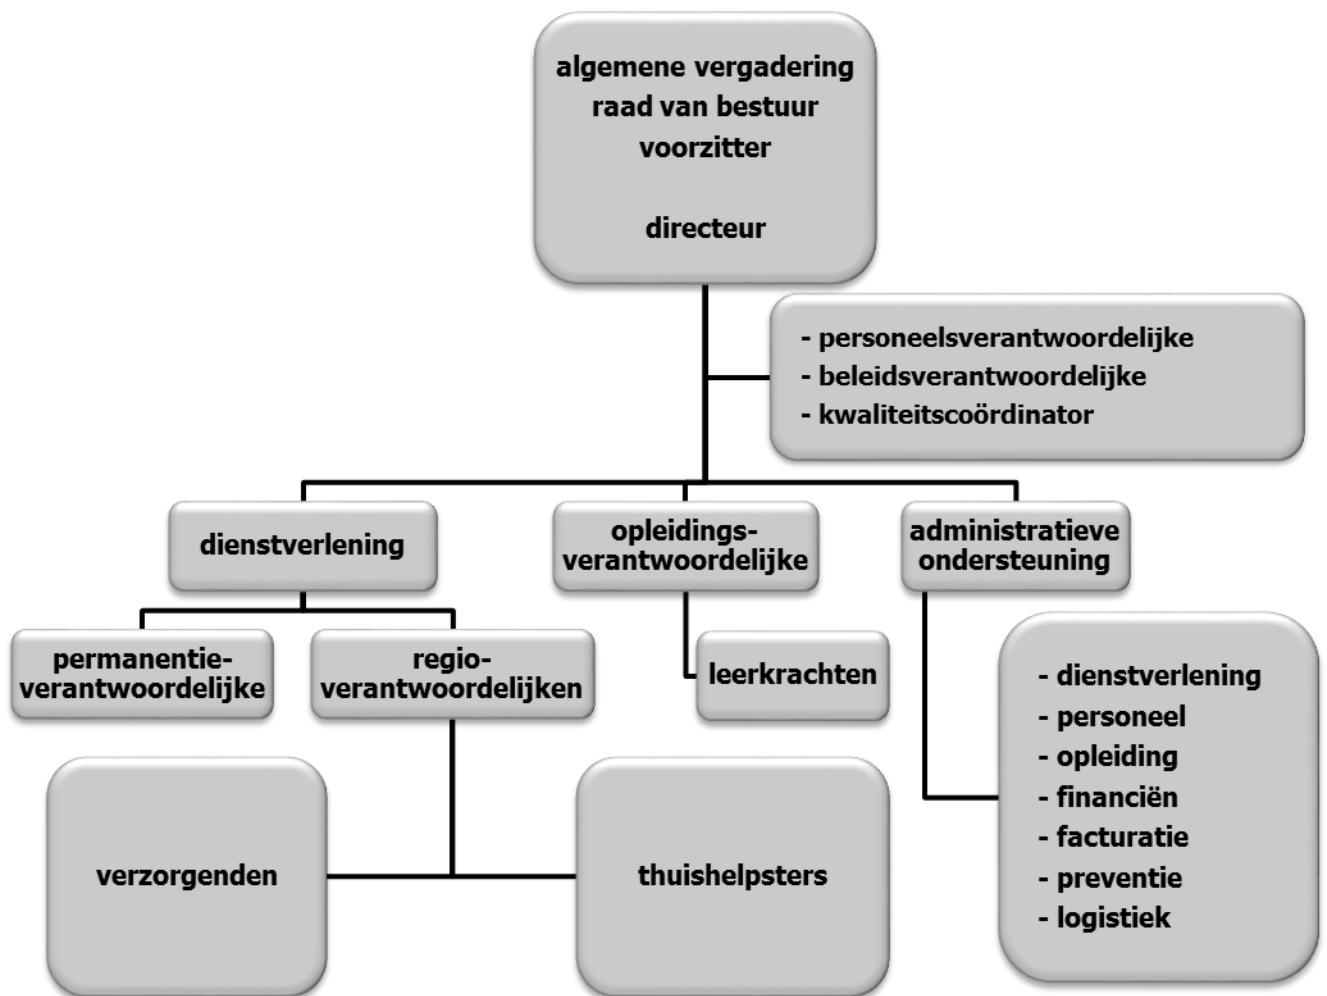 algemene vergadering
raad van bestuur
voorzitter
directeur
- personeelsverantwoordelijke
- beleidsverantwoordelijke
- kwaliteitscoördinator
dienstverlening
opleidings-
verantwoordelijke
administratieve
ondersteuning
permanentie-
verantwoordelijke
regio-
verantwoordelijken
leerkrachten
- dienstverlening
- personeel
- opleiding
- financiën
- facturatie
- preventie
- logistiek
verzorgenden
thuishelpsters